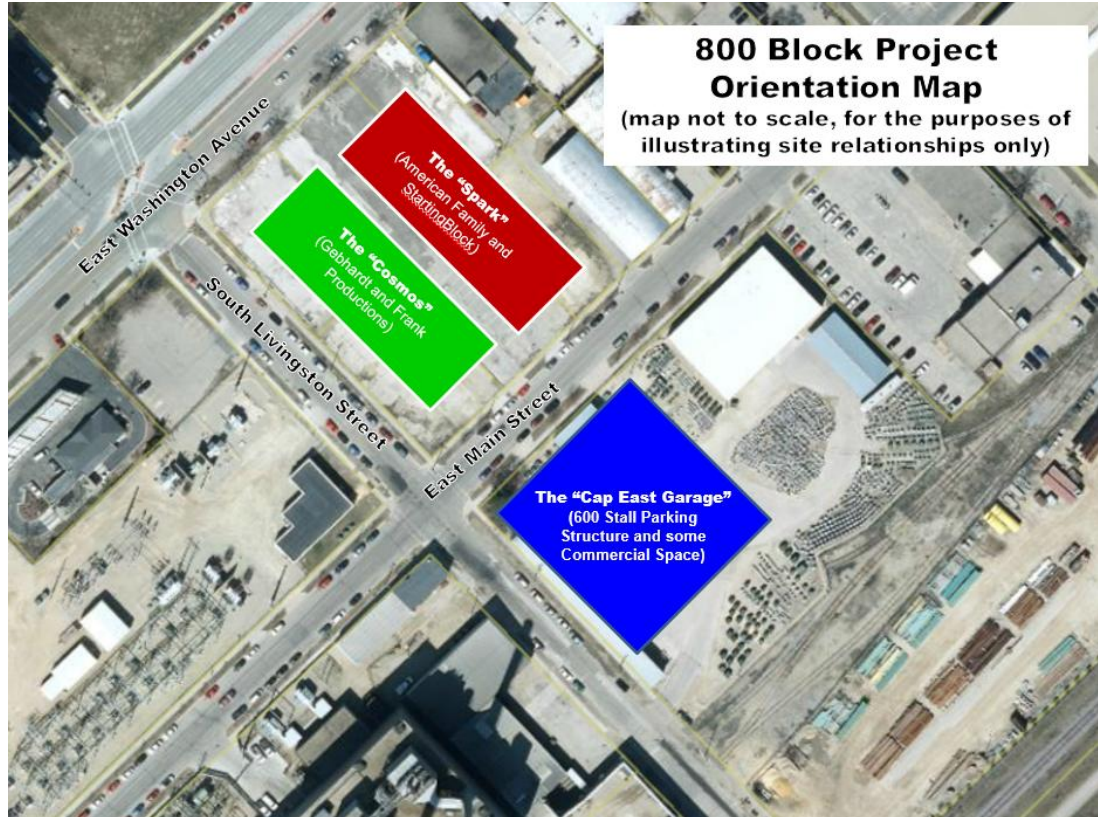 800 Block Project
Orientation Map
(map not to scale, for the purposes of
illustrating site relationships only)
East Washington Avenue
The “Spark”
(American Family and
StartingBlock)
The “Cosmos”
(Gebhardt and Frank
Productions)
South Livingston Street
East Main Street
The “Cap East Garage”
(600 Stall Parking
Structure and some
Commercial Space)